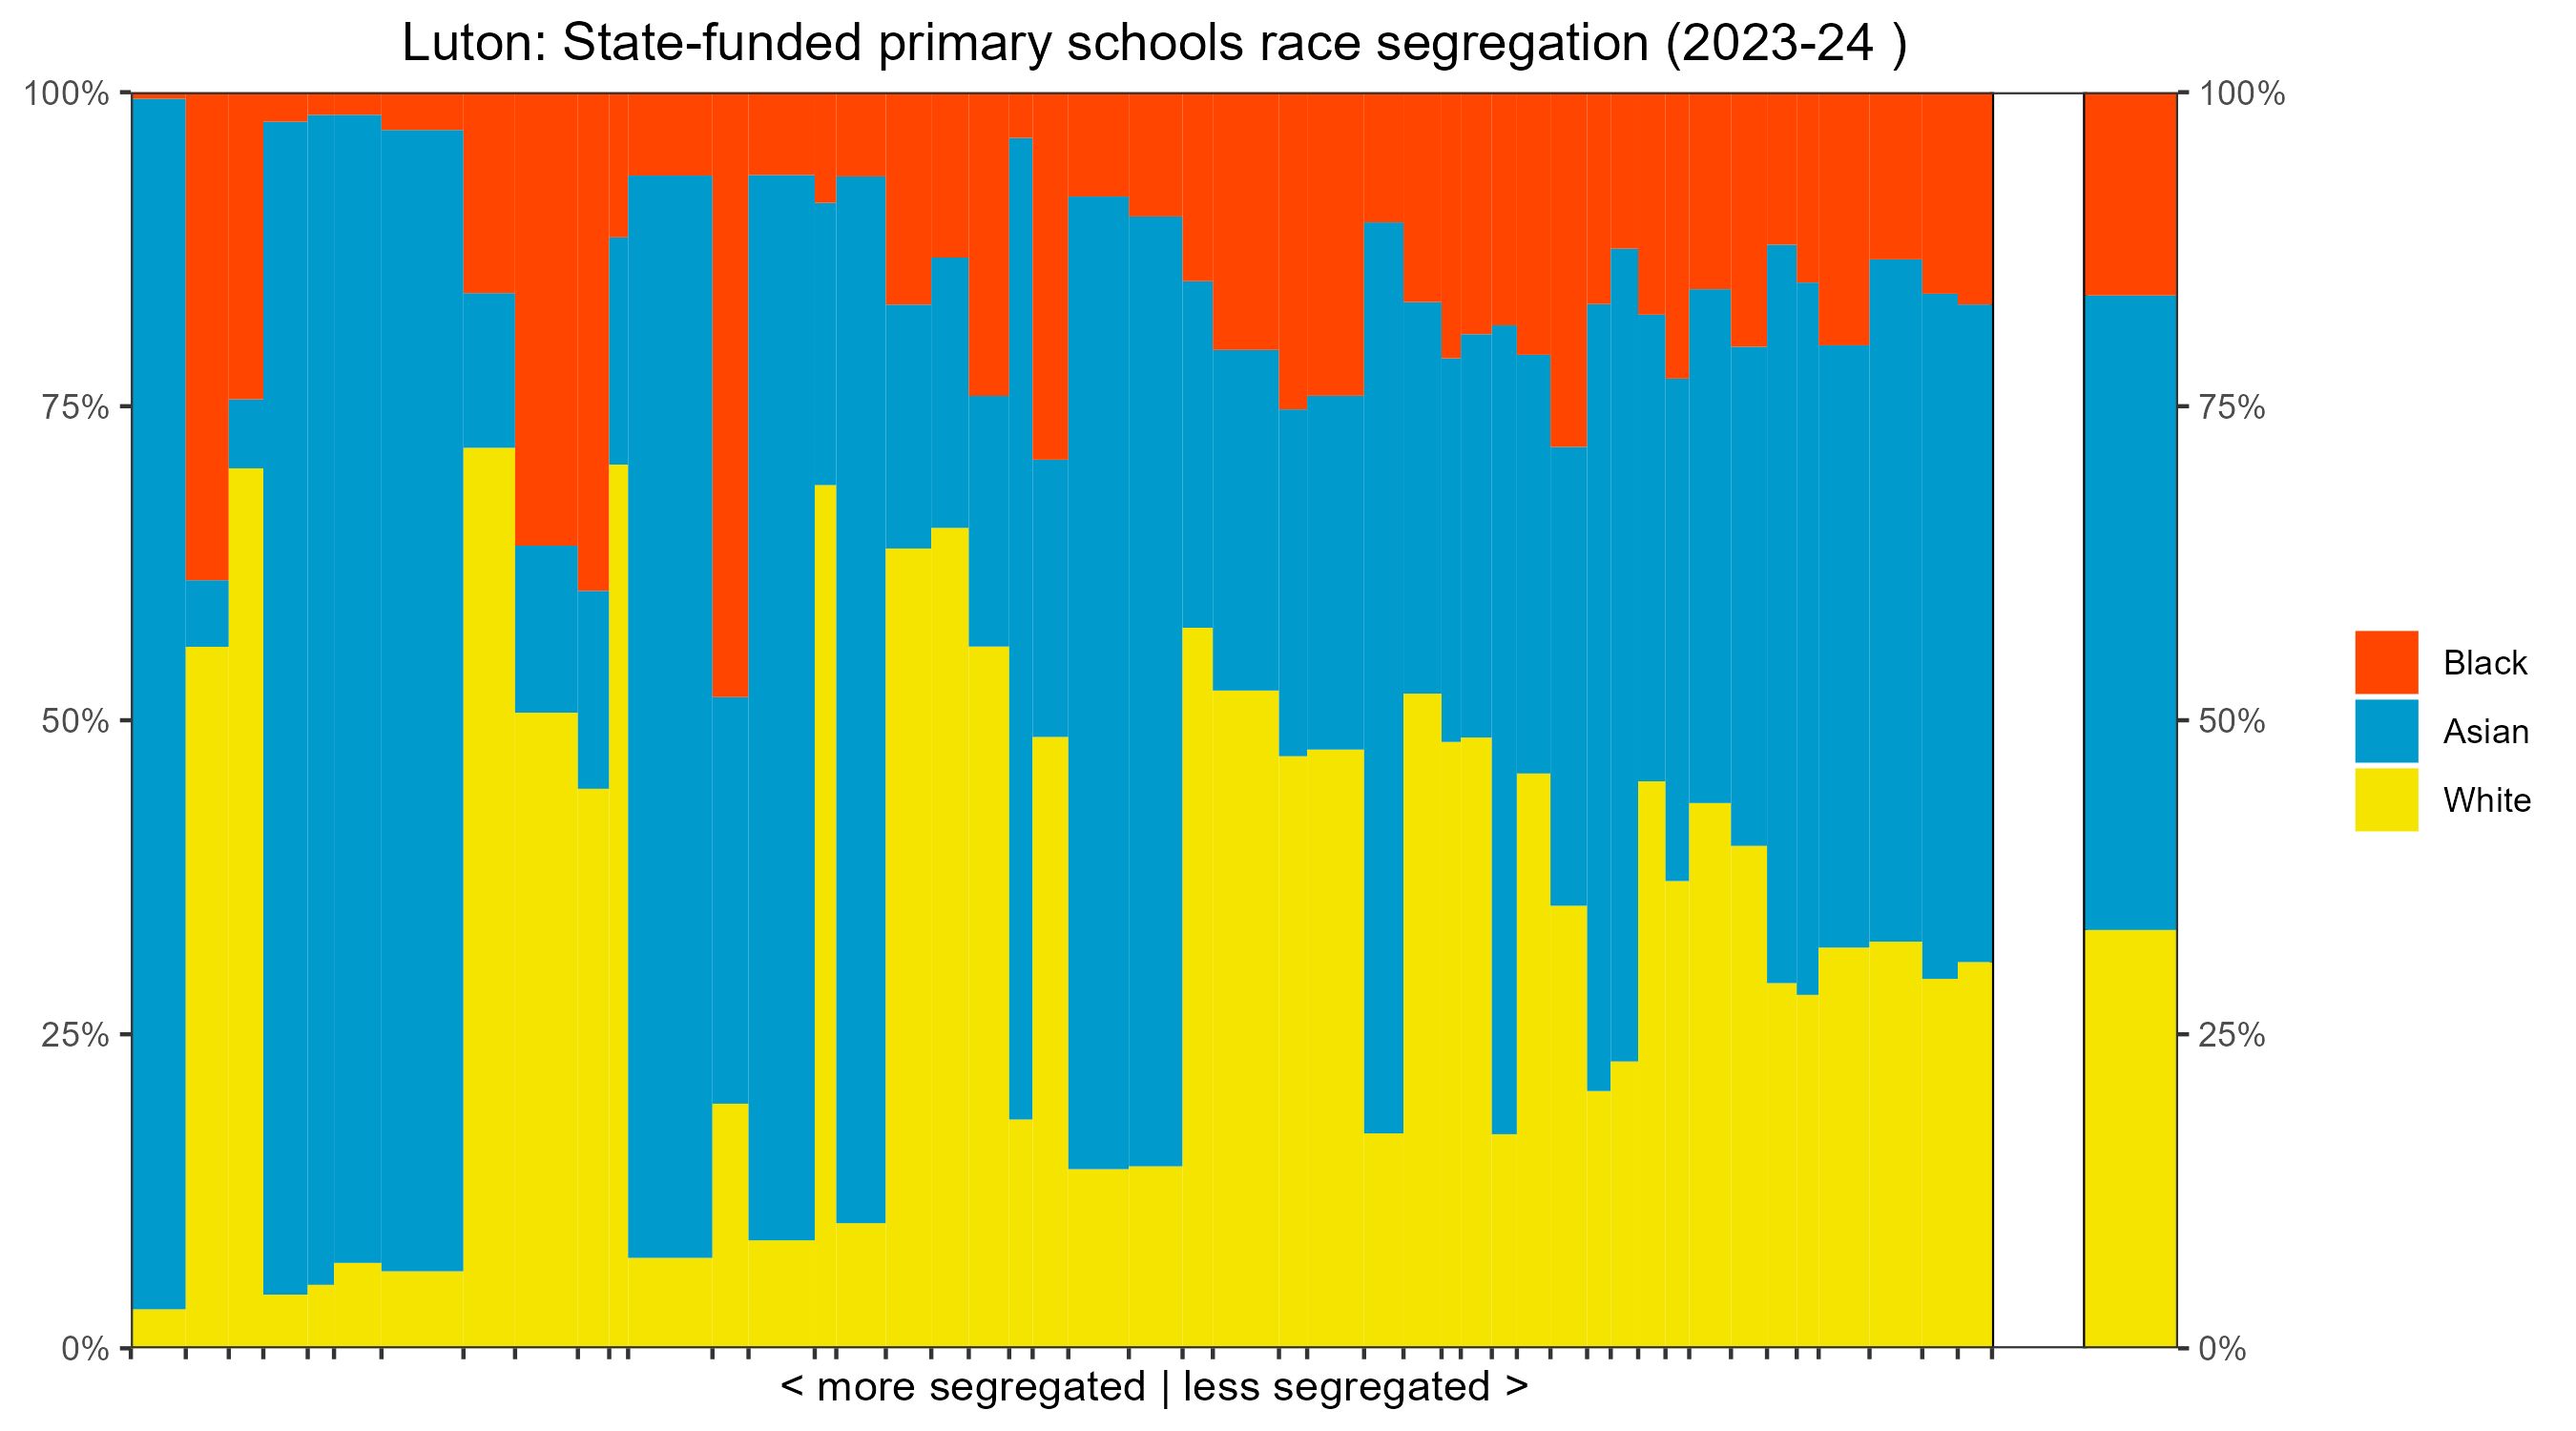 Luton: State-funded primary schools race segregation (2023-24 )
100%
75%
50%
25%
0%
100%
75%
50%
25%
0%
Black
Asian
White
< more segregated | less segregated >